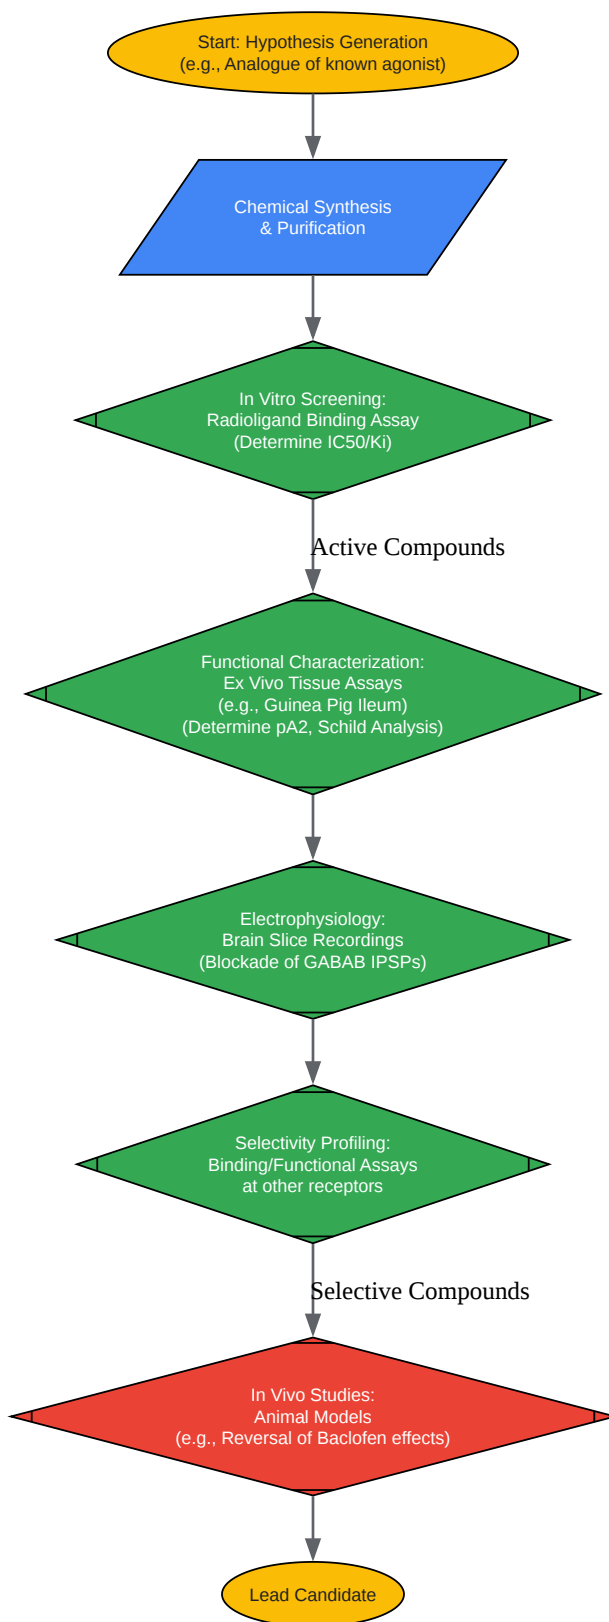 Start: Hypothesis Generation
(e.g., Analogue of known agonist)
Chemical Synthesis
& Purification
In Vitro Screening:
Radioligand Binding Assay
(Determine IC50/Ki)
Active Compounds
Functional Characterization:
Ex Vivo Tissue Assays
(e.g., Guinea Pig Ileum)
(Determine pA2, Schild Analysis)
Electrophysiology:
Brain Slice Recordings
(Blockade of GABAB IPSPs)
Selectivity Profiling:
Binding/Functional Assays
at other receptors
Selective Compounds
In Vivo Studies:
Animal Models
(e.g., Reversal of Baclofen effects)
Lead Candidate